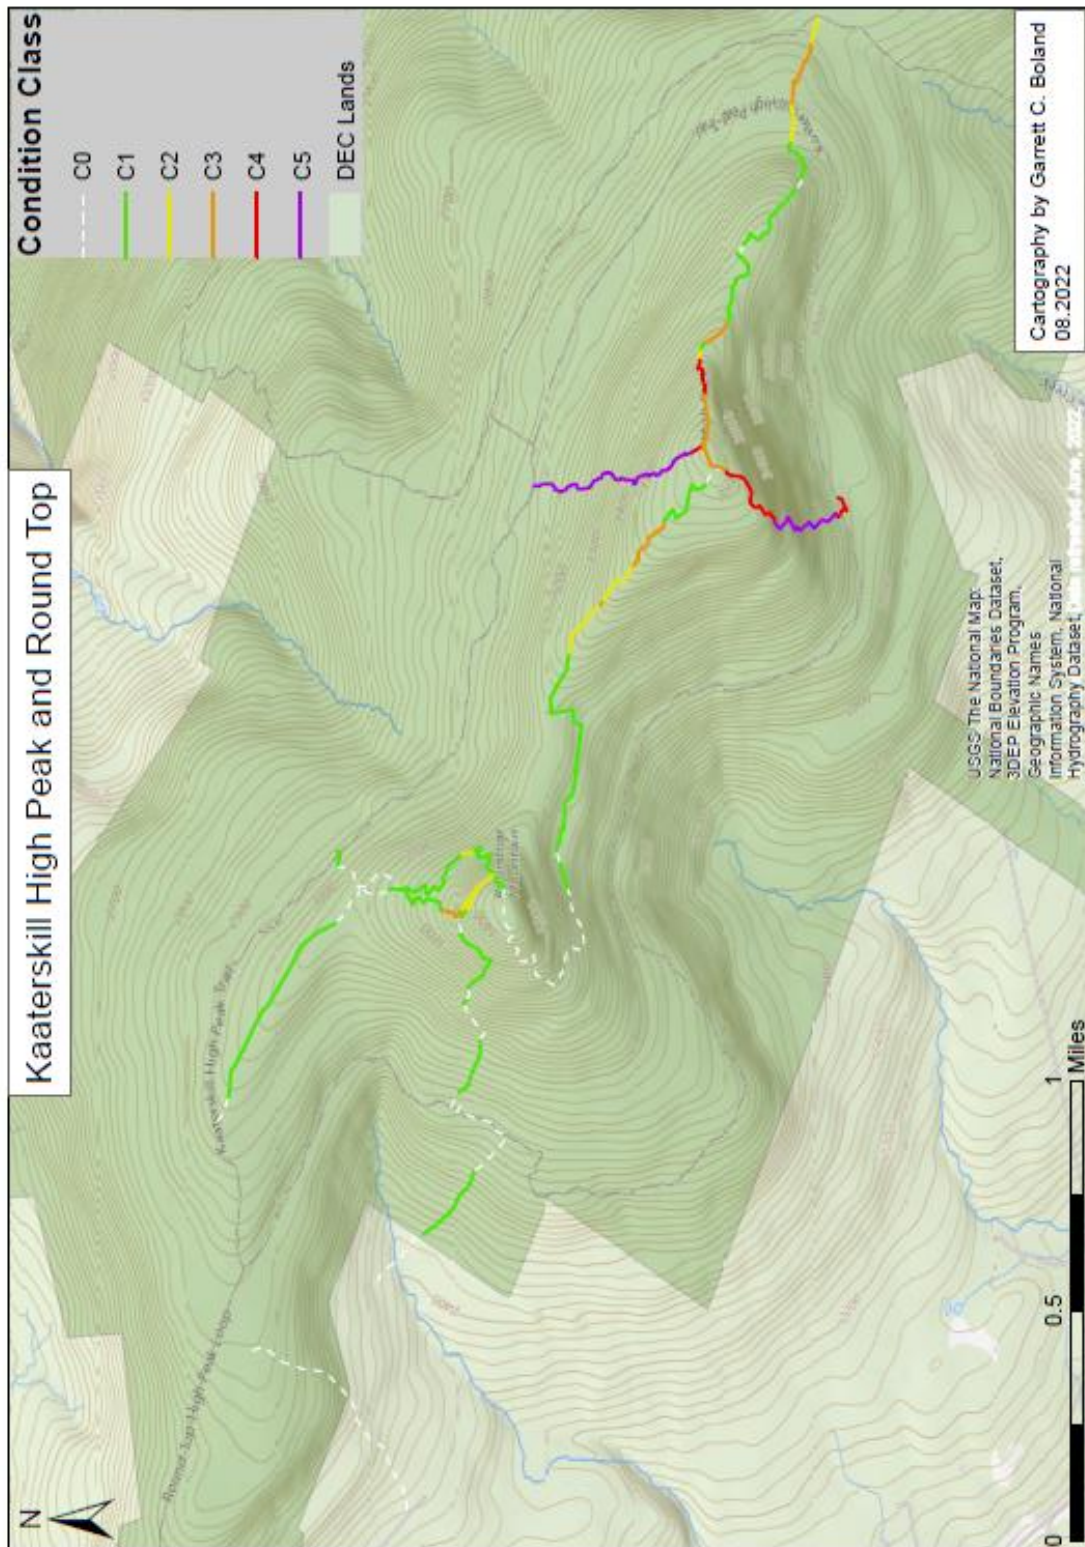 Kaaterskill High Peak and Round Top
Condition Class
C0
C1
C2
C3
C4
C5
DEC Lands
N
Round-Top-High-Peak-Loop
Kaaterskill-High-Peak-Trail
USGS The National Map:
National Boundaries Dataset,
3DEP Elevation Program,
Geographic Names
Information System, National
Hydrography Dataset,
Cartography by Garrett C. Boland
08.2022
0
0.5
1
Miles